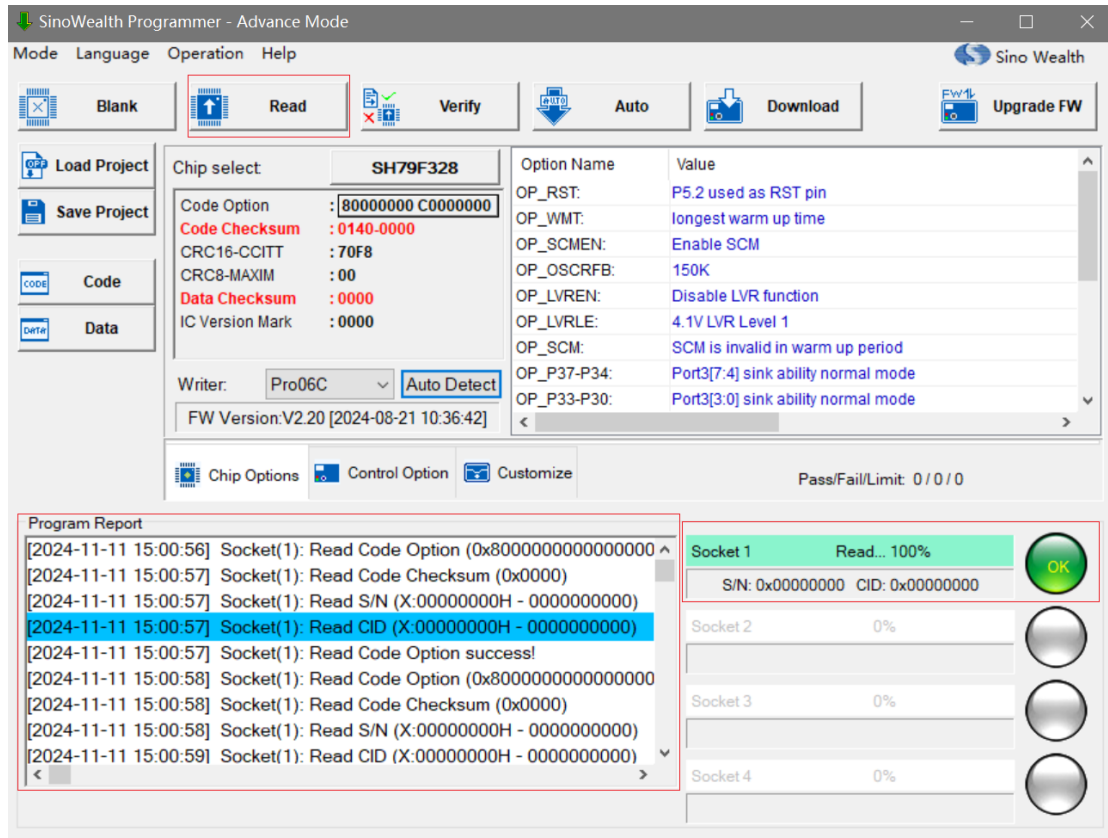 SinoWealth Programmer - Advance Mode
Mode Language Operation Help
Sino Wealth
Blank Read Verify Auto Download Upgrade FW
Load Project
Save Project
Code
Data
Chip select: SH79F328
Code Option : 80000000 C0000000
Code Checksum : 0140-0000
CRC16-CCITT : 70F8
CRC8-MAXIM : 00
Data Checksum : 0000
IC Version Mark : 0000
Writer: Pro06C Auto Detect
FW Version:V2.20 [2024-08-21 10:36:42]
Option Name Value
OP_RST: P5.2 used as RST pin
OP_WMT: longest warm up time
OP_SCMEN: Enable SCM
OP_OSCRFB: 150K
OP_LVREN: Disable LVR function
OP_LVRLE: 4.1V LVR Level 1
OP_SCM: SCM is invalid in warm up period
OP_P37-P34: Port3[7:4] sink ability normal mode
OP_P33-P30: Port3[3:0] sink ability normal mode
Chip Options Control Option Customize
Pass/Fail/Limit: 0 / 0 / 0
Program Report
[2024-11-11 15:00:56] Socket(1): Read Code Option (0x8000000000000000
[2024-11-11 15:00:57] Socket(1): Read Code Checksum (0x0000)
[2024-11-11 15:00:57] Socket(1): Read S/N (X:00000000H - 0000000000)
[2024-11-11 15:00:57] Socket(1): Read CID (X:00000000H - 0000000000)
[2024-11-11 15:00:57] Socket(1): Read Code Option success!
[2024-11-11 15:00:58] Socket(1): Read Code Option (0x8000000000000000
[2024-11-11 15:00:58] Socket(1): Read Code Checksum (0x0000)
[2024-11-11 15:00:58] Socket(1): Read S/N (X:00000000H - 0000000000)
[2024-11-11 15:00:59] Socket(1): Read CID (X:00000000H - 0000000000)
Socket 1 Read... 100%
OK
S/N: 0x00000000 CID: 0x00000000
Socket 2 0%
Socket 3 0%
Socket 4 0%